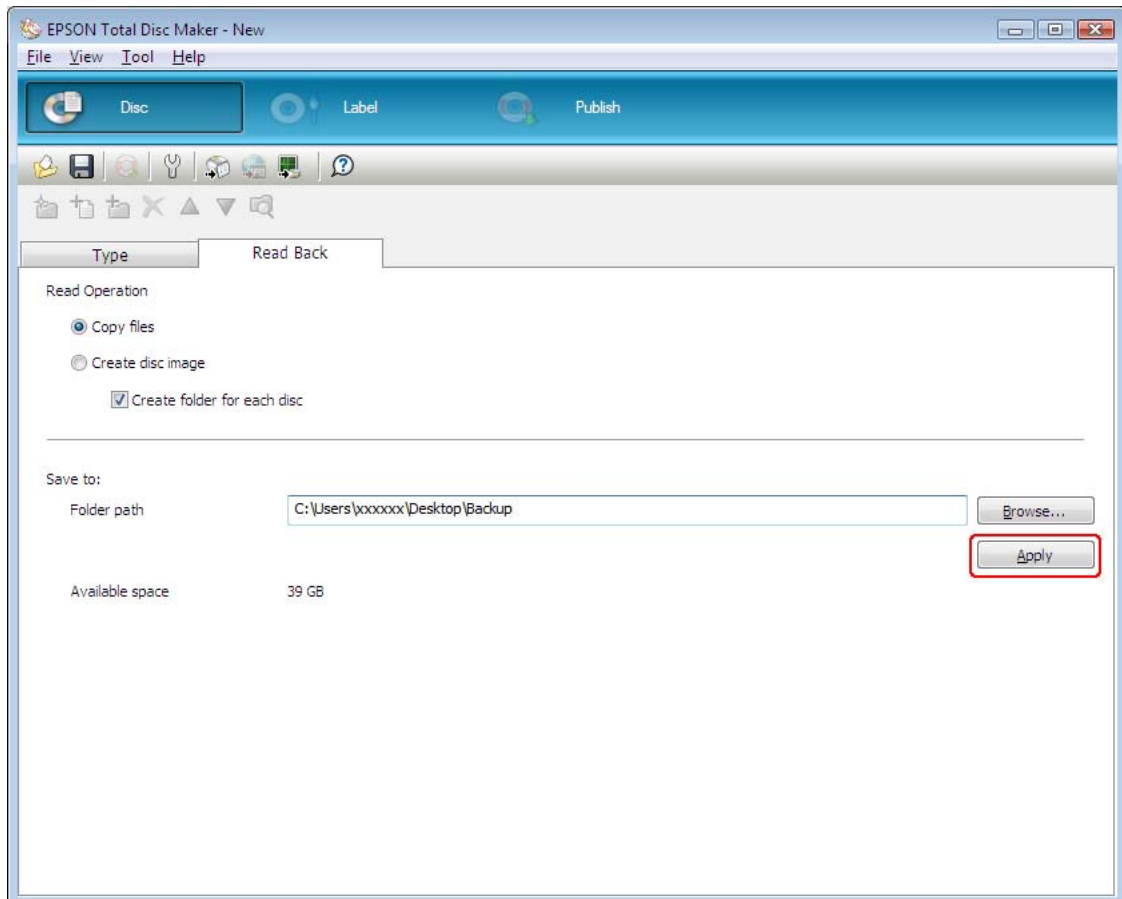 EPSON Total Disc Maker - New
File View Tool Help
Disc Label Publish
Type Read Back
Read Operation
Copy files
Create disc image
Create folder for each disc
Save to:
Folder path C:\Users\xxxxxx\Desktop\Backup Browse...
Apply
Available space 39 GB